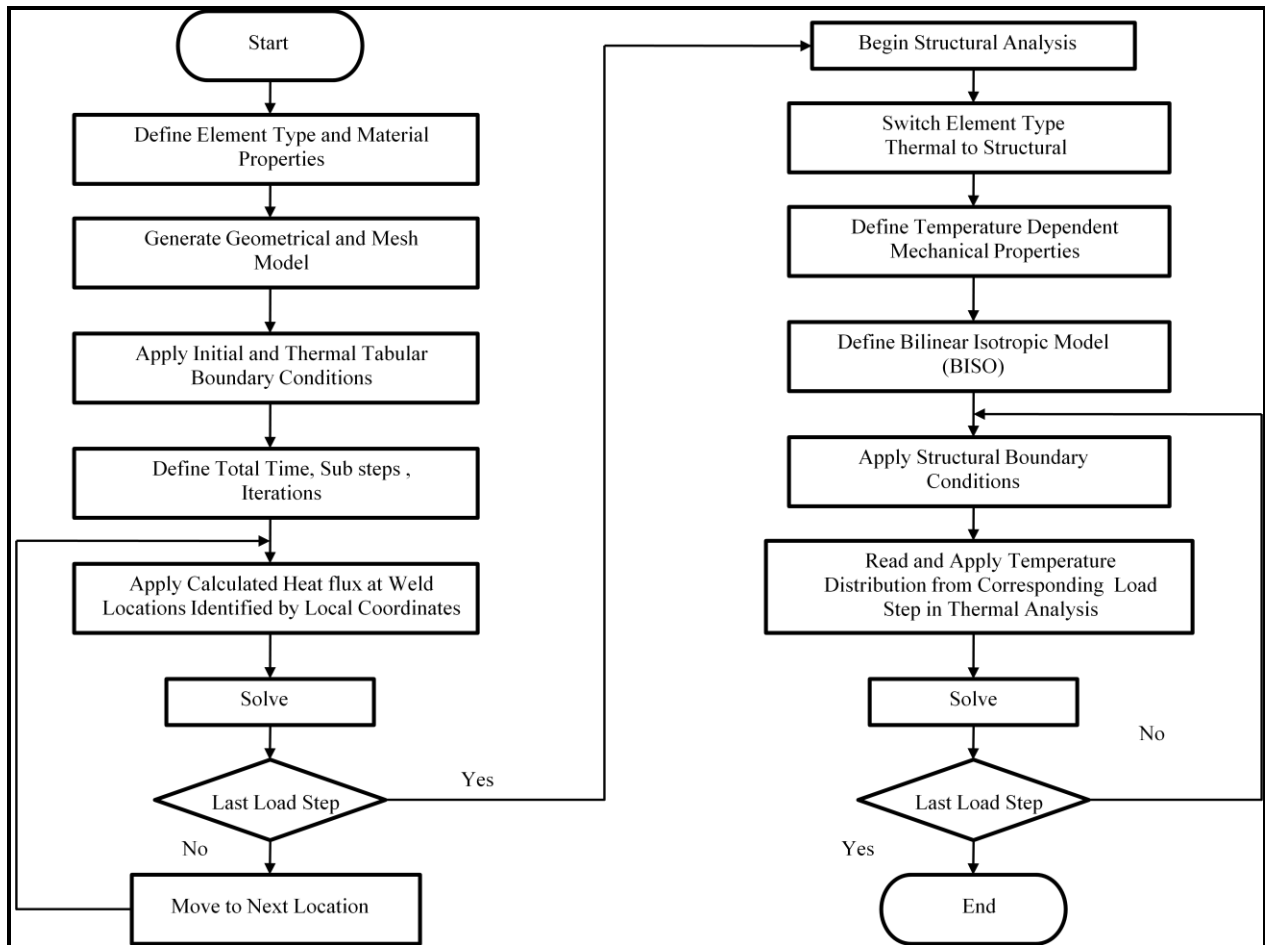 Start
Define Element Type and Material
Properties
Generate Geometrical and Mesh
Model
Apply Initial and Thermal Tabular
Boundary Conditions
Define Total Time, Sub steps ,
Iterations
Apply Calculated Heat flux at Weld
Locations Identified by Local Coordinates
Solve
Last Load Step
Yes
No
Move to Next Location
Begin Structural Analysis
Switch Element Type
Thermal to Structural
Define Temperature Dependent
Mechanical Properties
Define Bilinear Isotropic Model
(BISO)
Apply Structural Boundary
Conditions
Read and Apply Temperature
Distribution from Corresponding Load
Step in Thermal Analysis
Solve
No
Last Load Step
Yes
End